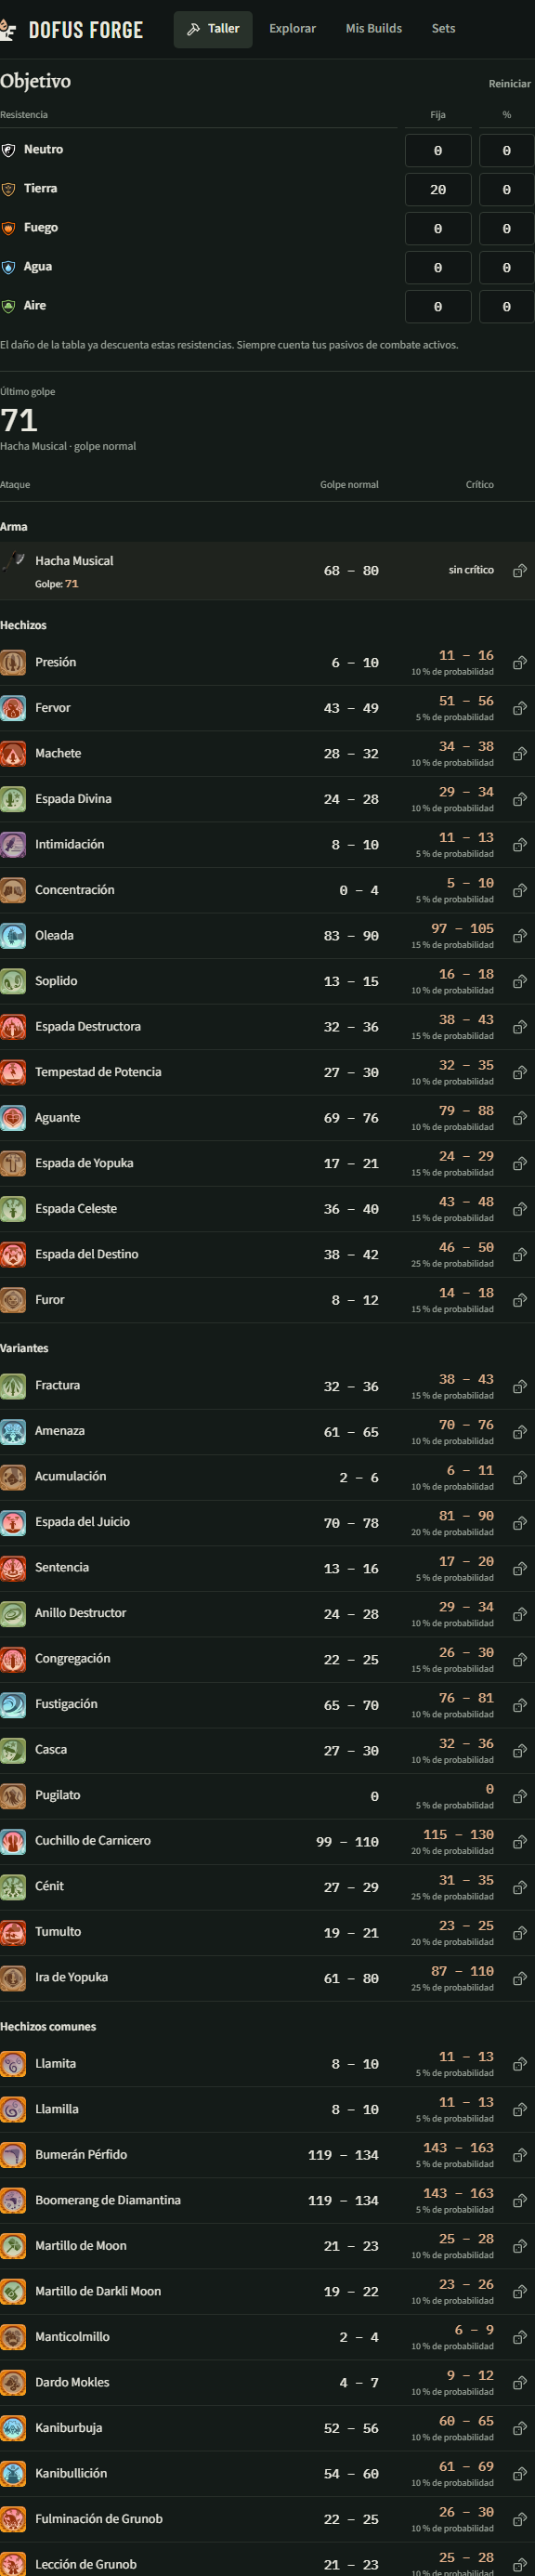 DOFUS FORGE Taller Explorar Mis Builds Sets
Objetivo Reiniciar
Resistencia Fija %
Neutro 0 0
Tierra 20 0
Fuego 0 0
Agua 0 0
Aire 0 0
El daño de la tabla ya descuenta estas resistencias. Siempre cuenta tus pasivos de combate activos.
Último golpe
71
Hacha Musical · golpe normal
Ataque Golpe normal Crítico
Arma
Hacha Musical 68 – 80 sin crítico
Golpe: 71
Hechizos
Presión 6 – 10 11 – 16
10 % de probabilidad
Fervor 43 – 49 51 – 56
5 % de probabilidad
Machete 28 – 32 34 – 38
10 % de probabilidad
Espada Divina 24 – 28 29 – 34
10 % de probabilidad
Intimidación 8 – 10 11 – 13
5 % de probabilidad
Concentración 0 – 4 5 – 10
5 % de probabilidad
Oleada 83 – 90 97 – 105
15 % de probabilidad
Soplido 13 – 15 16 – 18
10 % de probabilidad
Espada Destructora 32 – 36 38 – 43
15 % de probabilidad
Tempestad de Potencia 27 – 30 32 – 35
10 % de probabilidad
Aguante 69 – 76 79 – 88
10 % de probabilidad
Espada de Yopuka 17 – 21 24 – 29
15 % de probabilidad
Espada Celeste 36 – 40 43 – 48
15 % de probabilidad
Espada del Destino 38 – 42 46 – 50
25 % de probabilidad
Furor 8 – 12 14 – 18
15 % de probabilidad
Variantes
Fractura 32 – 36 38 – 43
15 % de probabilidad
Amenaza 61 – 65 70 – 76
10 % de probabilidad
Acumulación 2 – 6 6 – 11
10 % de probabilidad
Espada del Juicio 70 – 78 81 – 90
20 % de probabilidad
Sentencia 13 – 16 17 – 20
5 % de probabilidad
Anillo Destructor 24 – 28 29 – 34
10 % de probabilidad
Congregación 22 – 25 26 – 30
15 % de probabilidad
Fustigación 65 – 70 76 – 81
10 % de probabilidad
Casca 27 – 30 32 – 36
10 % de probabilidad
Pugilato 0 0
5 % de probabilidad
Cuchillo de Carnicero 99 – 110 115 – 130
20 % de probabilidad
Cénit 27 – 29 31 – 35
25 % de probabilidad
Tumulto 19 – 21 23 – 25
20 % de probabilidad
Ira de Yopuka 61 – 80 87 – 110
25 % de probabilidad
Hechizos comunes
Llamita 8 – 10 11 – 13
5 % de probabilidad
Llamilla 8 – 10 11 – 13
5 % de probabilidad
Bumerán Pérfido 119 – 134 143 – 163
5 % de probabilidad
Boomerang de Diamantina 119 – 134 143 – 163
5 % de probabilidad
Martillo de Moon 21 – 23 25 – 28
10 % de probabilidad
Martillo de Darkli Moon 19 – 22 23 – 26
10 % de probabilidad
Manticolmillo 2 – 4 6 – 9
10 % de probabilidad
Dardo Mokles 4 – 7 9 – 12
10 % de probabilidad
Kaniburbuja 52 – 56 60 – 65
10 % de probabilidad
Kanibullición 54 – 60 61 – 69
10 % de probabilidad
Fulminación de Grunob 22 – 25 26 – 30
10 % de probabilidad
Lección de Grunob 21 – 23 25 – 28
10 % de probabilidad